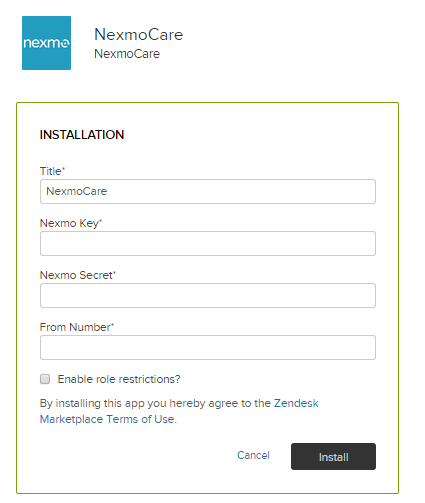 nexmo
NexmoCare
NexmoCare
INSTALLATION
Title*
NexmoCare
Nexmo Key*
Nexmo Secret*
From Number*
Enable role restrictions?
By installing this app you hereby agree to the Zendesk
Marketplace Terms of Use.
Cancel
Install